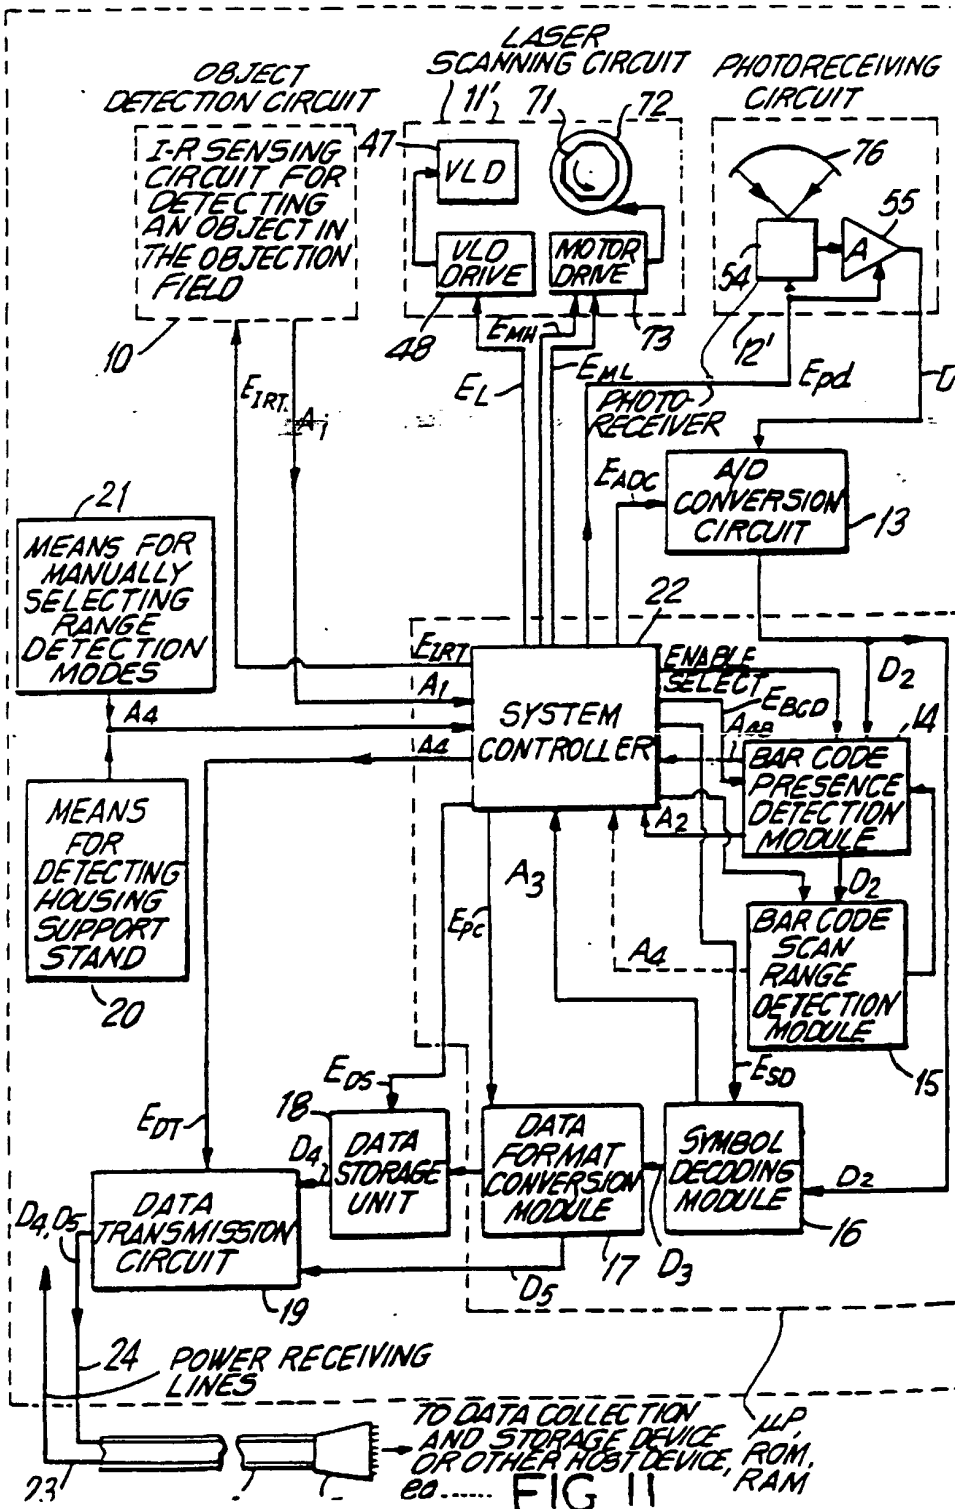 OBJECT
DETECTION CIRCUIT
LASER
SCANNING CIRCUIT
PHOTORECEIVING
CIRCUIT
I-R SENSING
CIRCUIT FOR
DETECTING
AN OBJECT IN
THE OBJECTION
FIELD
10
47
11'
71
72
VLD
VLD
DRIVE
MOTOR
DRIVE
48
73
76
55
54
A
12'
EIRT.
Ai
EL
EMH
EML
PHOTO-
RECEIVER
Epd
D
EADC
A/D
CONVERSION
CIRCUIT
13
21
MEANS FOR
MANUALLY
SELECTING
RANGE
DETECTION
MODES
A4
MEANS
FOR
DETECTING
HOUSING
SUPPORT
STAND
20
22
EIRT
A1
A4
SYSTEM
CONTROLLER
ENABLE
SELECT
EBCD
D2
14
BAR CODE
PRESENCE
DETECTION
MODULE
A2
D2
A3
EPC
A4
BAR CODE
SCAN
RANGE
DETECTION
MODULE
15
ESD
EDS
EDT
18
DATA
STORAGE
UNIT
D4
DATA
FORMAT
CONVERSION
MODULE
17
SYMBOL
DECODING
MODULE
16
D2
D3
D5
D4, D5
DATA
TRANSMISSION
CIRCUIT
19
24
POWER RECEIVING
LINES
23
TO DATA COLLECTION
AND STORAGE DEVICE
OR OTHER HOST DEVICE,
μP,
ROM,
RAM
FIG 11